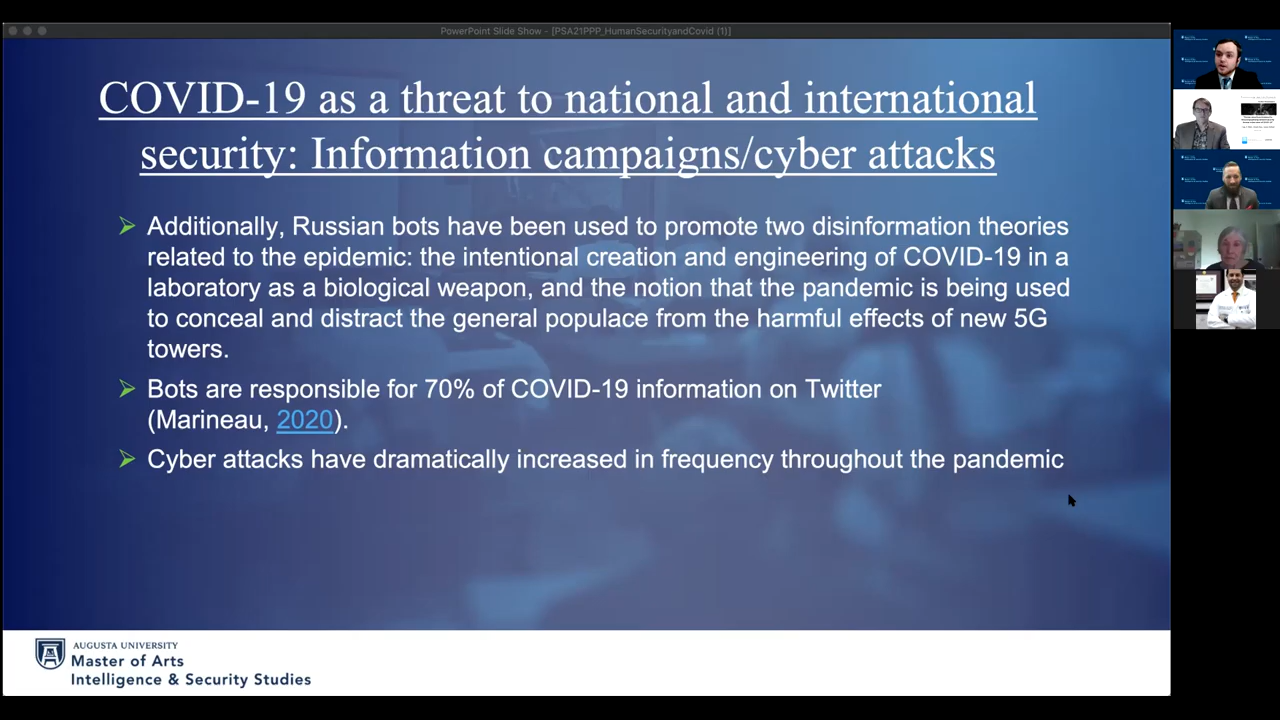 PowerPoint Slide Show - [PSA21PPP_HumanSecurityandCovid (1)]
COVID-19 as a threat to national and international
security: Information campaigns/cyber attacks
Additionally, Russian bots have been used to promote two disinformation theories
related to the epidemic: the intentional creation and engineering of COVID-19 in a
laboratory as a biological weapon, and the notion that the pandemic is being used
to conceal and distract the general populace from the harmful effects of new 5G
towers.
Bots are responsible for 70% of COVID-19 information on Twitter
(Marineau, 2020).
Cyber attacks have dramatically increased in frequency throughout the pandemic
AUGUSTA UNIVERSITY
Master of Arts
Intelligence & Security Studies